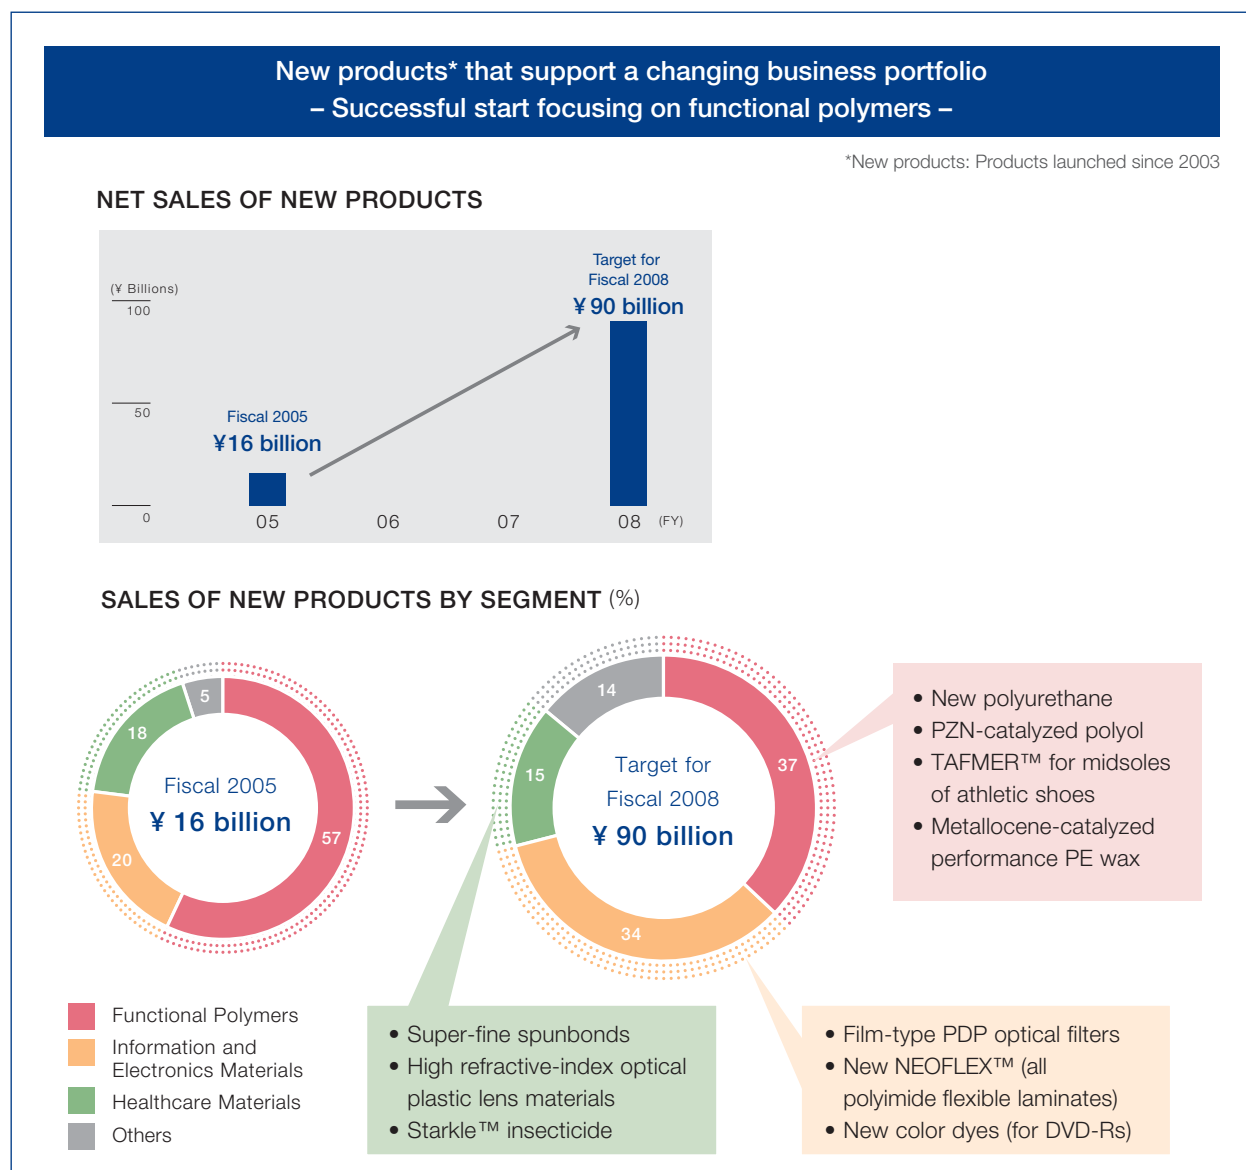 New products* that support a changing business portfolio
– Successful start focusing on functional polymers –
*New products: Products launched since 2003
NET SALES OF NEW PRODUCTS
(¥ Billions)
100
50
0
Fiscal 2005
¥16 billion
Target for
Fiscal 2008
¥ 90 billion
05 06 07 08 (FY)
SALES OF NEW PRODUCTS BY SEGMENT (%)
5
18
20
57
Fiscal 2005
¥ 16 billion
14
15
37
34
Target for
Fiscal 2008
¥ 90 billion
• New polyurethane
• PZN-catalyzed polyol
• TAFMER™ for midsoles
of athletic shoes
• Metallocene-catalyzed
performance PE wax
Functional Polymers
Information and
Electronics Materials
Healthcare Materials
Others
• Super-fine spunbonds
• High refractive-index optical
plastic lens materials
• Starkle™ insecticide
• Film-type PDP optical filters
• New NEOFLEX™ (all
polyimide flexible laminates)
• New color dyes (for DVD-Rs)